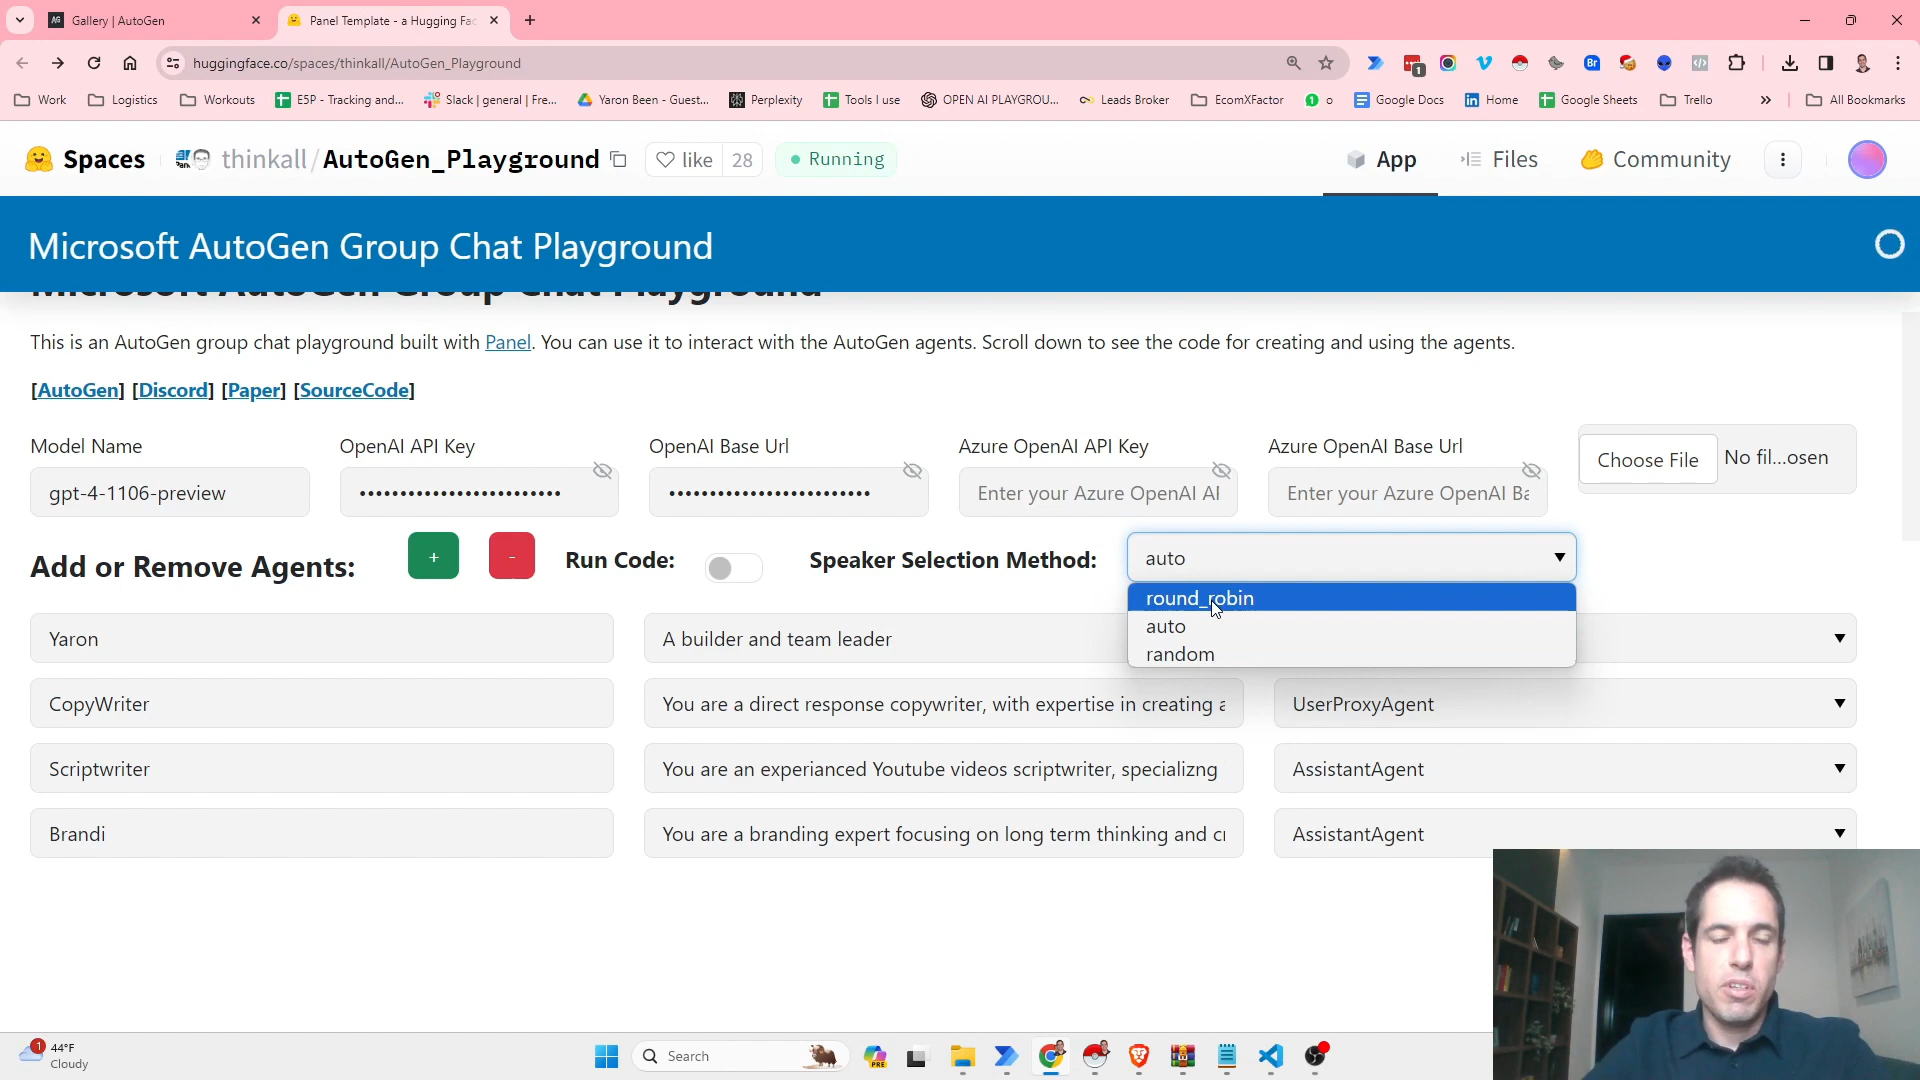 Gallery | AutoGen
Panel Template - a Hugging Fac
huggingface.co/spaces/thinkall/AutoGen_Playground
Work
Logistics
Workouts
E5P - Tracking and...
Slack | general | Fre...
Yaron Been - Guest...
Perplexity
Tools I use
OPEN AI PLAYGROU...
Leads Broker
EcomXFactor
o
Google Docs
Home
Google Sheets
Trello
All Bookmarks
Spaces
thinkall/AutoGen_Playground
like 28
Running
App
Files
Community
Microsoft AutoGen Group Chat Playground
Microsoft AutoGen Group Chat Playground
This is an AutoGen group chat playground built with Panel. You can use it to interact with the AutoGen agents. Scroll down to see the code for creating and using the agents.
[AutoGen] [Discord] [Paper] [SourceCode]
Model Name
OpenAI API Key
OpenAI Base Url
Azure OpenAI API Key
Azure OpenAI Base Url
Choose File
No fil...osen
gpt-4-1106-preview
Enter your Azure OpenAI AI
Enter your Azure OpenAI Ba
Add or Remove Agents:
+
-
Run Code:
Speaker Selection Method:
auto
round_robin
auto
random
Yaron
A builder and team leader
CopyWriter
You are a direct response copywriter, with expertise in creating a
UserProxyAgent
Scriptwriter
You are an experianced Youtube videos scriptwriter, specializng
AssistantAgent
Brandi
You are a branding expert focusing on long term thinking and cr
AssistantAgent
1
44°F
Cloudy
Search
PRE